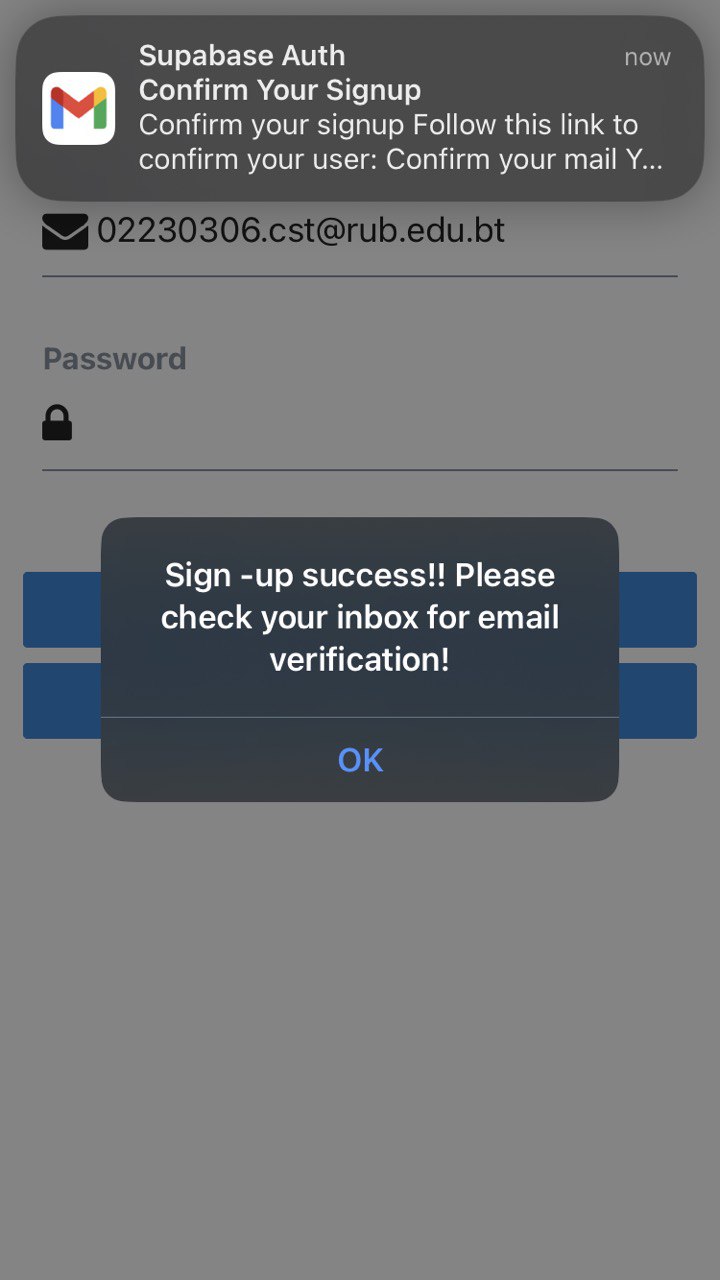 Supabase Auth
now
Confirm Your Signup
Confirm your signup Follow this link to
confirm your user: Confirm your mail Y...
02230306.cst@rub.edu.bt
Password
Sign -up success!! Please
check your inbox for email
verification!
OK